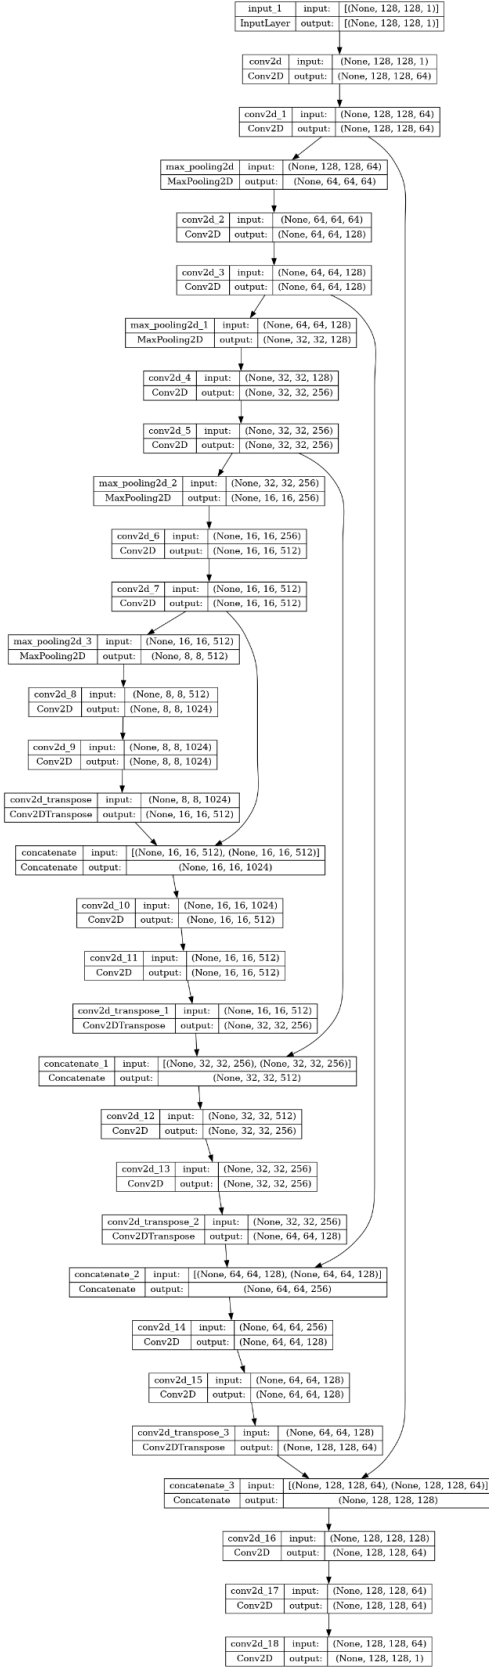 input_1 input: [(None, 128, 128, 1)]
InputLayer output: [(None, 128, 128, 1)]
conv2d input: (None, 128, 128, 1)
Conv2D output: (None, 128, 128, 64)
conv2d_1 input: (None, 128, 128, 64)
Conv2D output: (None, 128, 128, 64)
max_pooling2d input: (None, 128, 128, 64)
MaxPooling2D output: (None, 64, 64, 64)
conv2d_2 input: (None, 64, 64, 64)
Conv2D output: (None, 64, 64, 128)
conv2d_3 input: (None, 64, 64, 128)
Conv2D output: (None, 64, 64, 128)
max_pooling2d_1 input: (None, 64, 64, 128)
MaxPooling2D output: (None, 32, 32, 128)
conv2d_4 input: (None, 32, 32, 128)
Conv2D output: (None, 32, 32, 256)
conv2d_5 input: (None, 32, 32, 256)
Conv2D output: (None, 32, 32, 256)
max_pooling2d_2 input: (None, 32, 32, 256)
MaxPooling2D output: (None, 16, 16, 256)
conv2d_6 input: (None, 16, 16, 256)
Conv2D output: (None, 16, 16, 512)
conv2d_7 input: (None, 16, 16, 512)
Conv2D output: (None, 16, 16, 512)
max_pooling2d_3 input: (None, 16, 16, 512)
MaxPooling2D output: (None, 8, 8, 512)
conv2d_8 input: (None, 8, 8, 512)
Conv2D output: (None, 8, 8, 1024)
conv2d_9 input: (None, 8, 8, 1024)
Conv2D output: (None, 8, 8, 1024)
conv2d_transpose input: (None, 8, 8, 1024)
Conv2DTranspose output: (None, 16, 16, 512)
concatenate input: [(None, 16, 16, 512), (None, 16, 16, 512)]
Concatenate output: (None, 16, 16, 1024)
conv2d_10 input: (None, 16, 16, 1024)
Conv2D output: (None, 16, 16, 512)
conv2d_11 input: (None, 16, 16, 512)
Conv2D output: (None, 16, 16, 512)
conv2d_transpose_1 input: (None, 16, 16, 512)
Conv2DTranspose output: (None, 32, 32, 256)
concatenate_1 input: [(None, 32, 32, 256), (None, 32, 32, 256)]
Concatenate output: (None, 32, 32, 512)
conv2d_12 input: (None, 32, 32, 512)
Conv2D output: (None, 32, 32, 256)
conv2d_13 input: (None, 32, 32, 256)
Conv2D output: (None, 32, 32, 256)
conv2d_transpose_2 input: (None, 32, 32, 256)
Conv2DTranspose output: (None, 64, 64, 128)
concatenate_2 input: [(None, 64, 64, 128), (None, 64, 64, 128)]
Concatenate output: (None, 64, 64, 256)
conv2d_14 input: (None, 64, 64, 256)
Conv2D output: (None, 64, 64, 128)
conv2d_15 input: (None, 64, 64, 128)
Conv2D output: (None, 64, 64, 128)
conv2d_transpose_3 input: (None, 64, 64, 128)
Conv2DTranspose output: (None, 128, 128, 64)
concatenate_3 input: [(None, 128, 128, 64), (None, 128, 128, 64)]
Concatenate output: (None, 128, 128, 128)
conv2d_16 input: (None, 128, 128, 128)
Conv2D output: (None, 128, 128, 64)
conv2d_17 input: (None, 128, 128, 64)
Conv2D output: (None, 128, 128, 64)
conv2d_18 input: (None, 128, 128, 64)
Conv2D output: (None, 128, 128, 1)